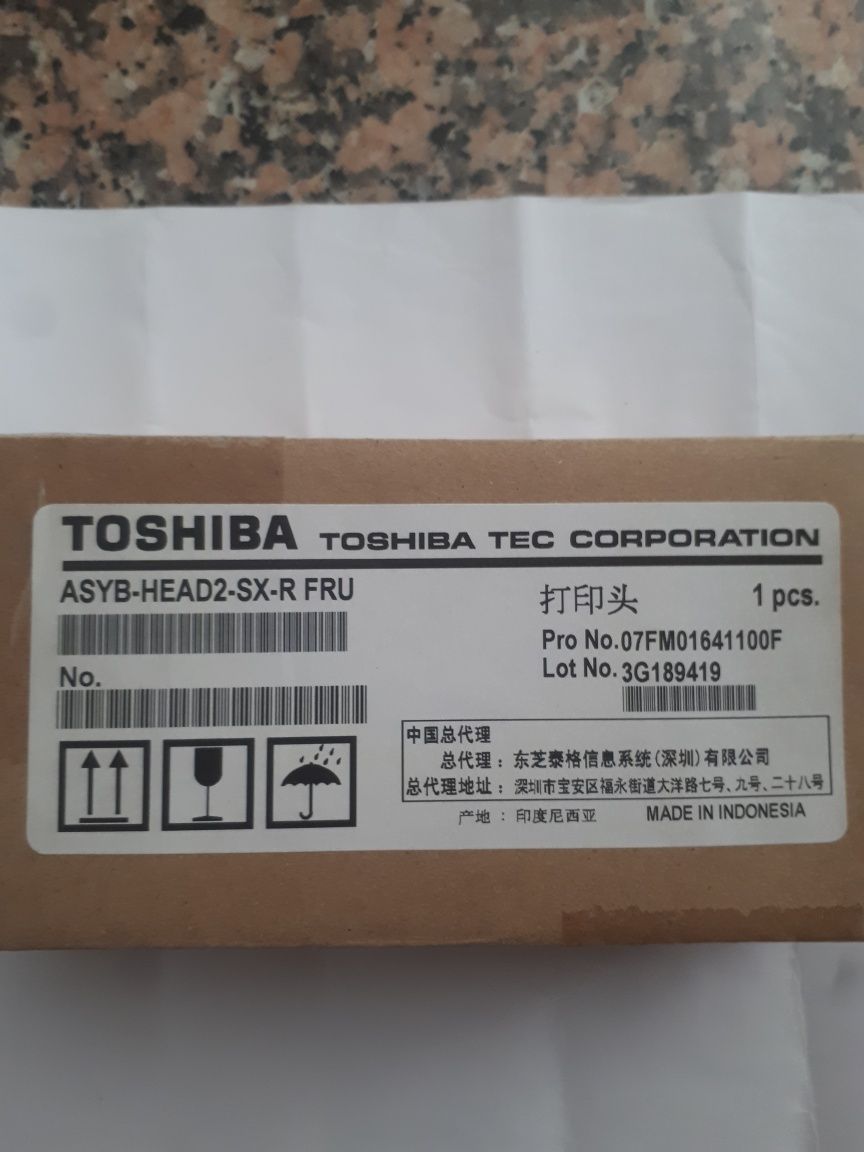 TOSHIBA TOSHIBA TEC CORPORATION
ASYB-HEAD2-SX-R FRU
打印头 1 pcs.
Pro No.07FM01641100F
Lot No.3G189419
No.
中国总代理
总代理：东芝泰格信息系统(深圳)有限公司
总代理地址：深圳市宝安区福永街道大洋路七号、九号、二十八号
产地：印度尼西亚 MADE IN INDONESIA